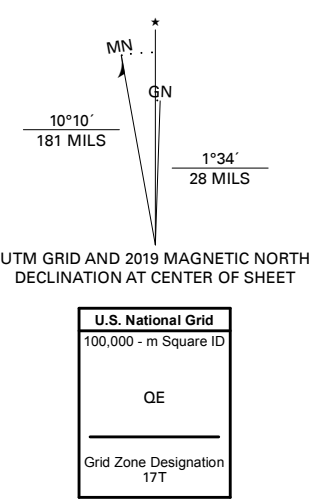 ★
MN
GN
10°10´
181 MILS
1°34´
28 MILS
UTM GRID AND 2019 MAGNETIC NORTH
DECLINATION AT CENTER OF SHEET
U.S. National Grid
100,000 - m Square ID
QE
Grid Zone Designation
17T